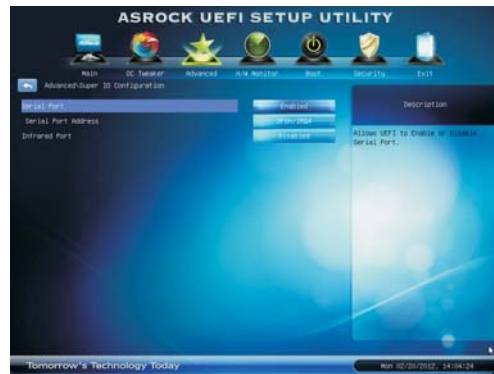 ASROCK UEFI SETUP UTILITY
Main OC Tweaker Advanced H/W Monitor Boot Security Exit
Advanced\Super IO Configuration
Serial Port Enabled
Serial Port Address 3F8h/IRQ4
Infrared Port Disabled
Description
Allows UEFI to Enable or Disable
Serial Port.
Tomorrow's Technology Today
Mon 02/20/2012, 14:04:24